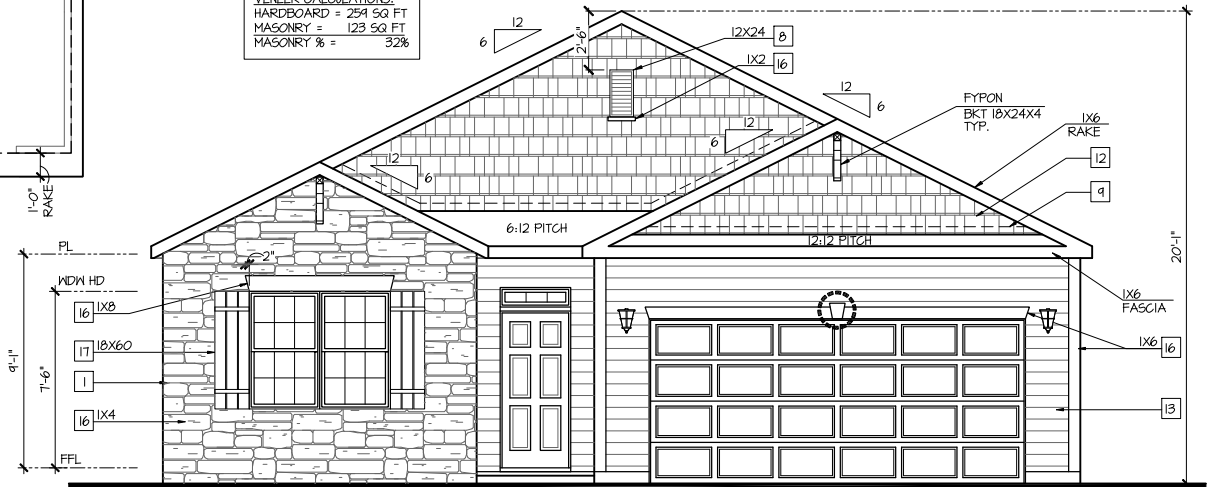 VENEER CALCULATIONS:
HARDBOARD = 259 SQ FT
MASONRY = 123 SQ FT
MASONRY % = 32%
1'-0"
RAKE
12
6
2'-6"
12X24 8
1X2 16
12
6
FYPON
BKT 18X24X4
TYP.
1X6
RAKE
12
9
12
6
12
6
6:12 PITCH
12:12 PITCH
20'-1"
PL
2"
WDW HD
16 1X8
17 18X60
1
16 1X4
9'-1"
7'-6"
FFL
1X6
FASCIA
1X6 16
13